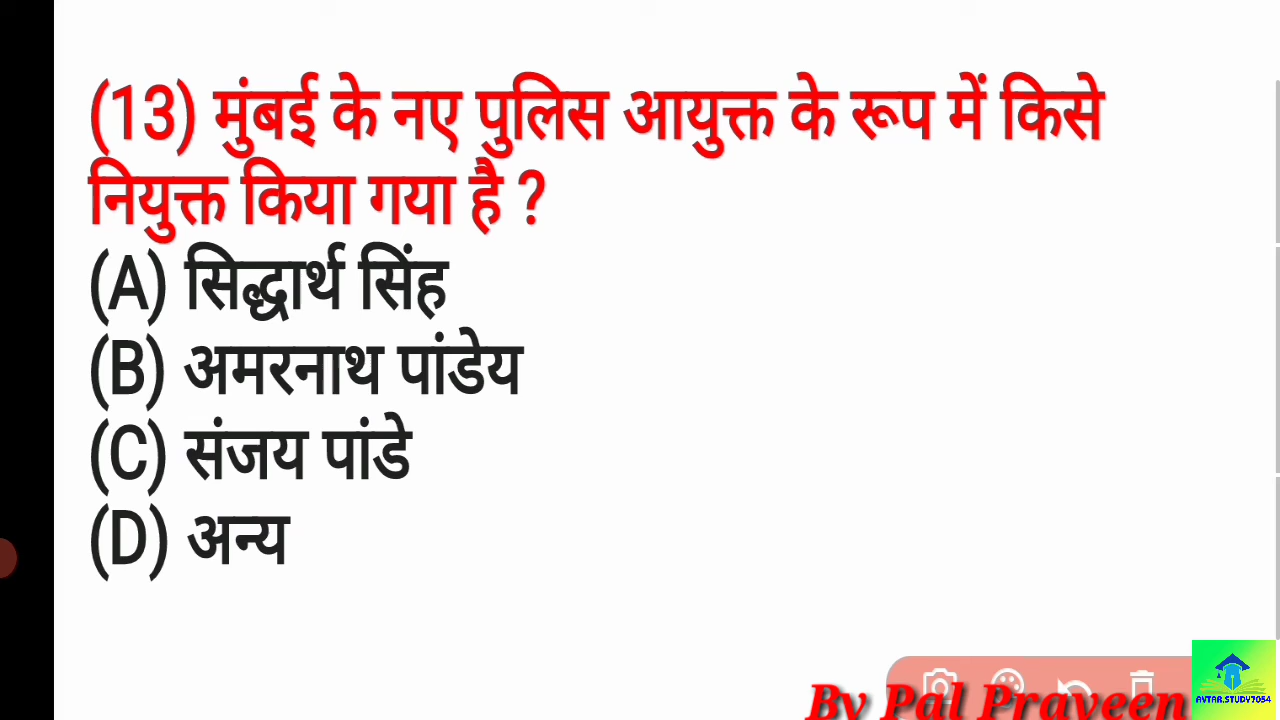 (13) मुंबई के नए पुलिस आयुक्त के रूप में किसे
नियुक्त किया गया है ?
(A) सिद्धार्थ सिंह
(B) अमरनाथ पांडेय
(C) संजय पांडे
(D) अन्य
By Pal Praveen
AVTAR.STUDY7054